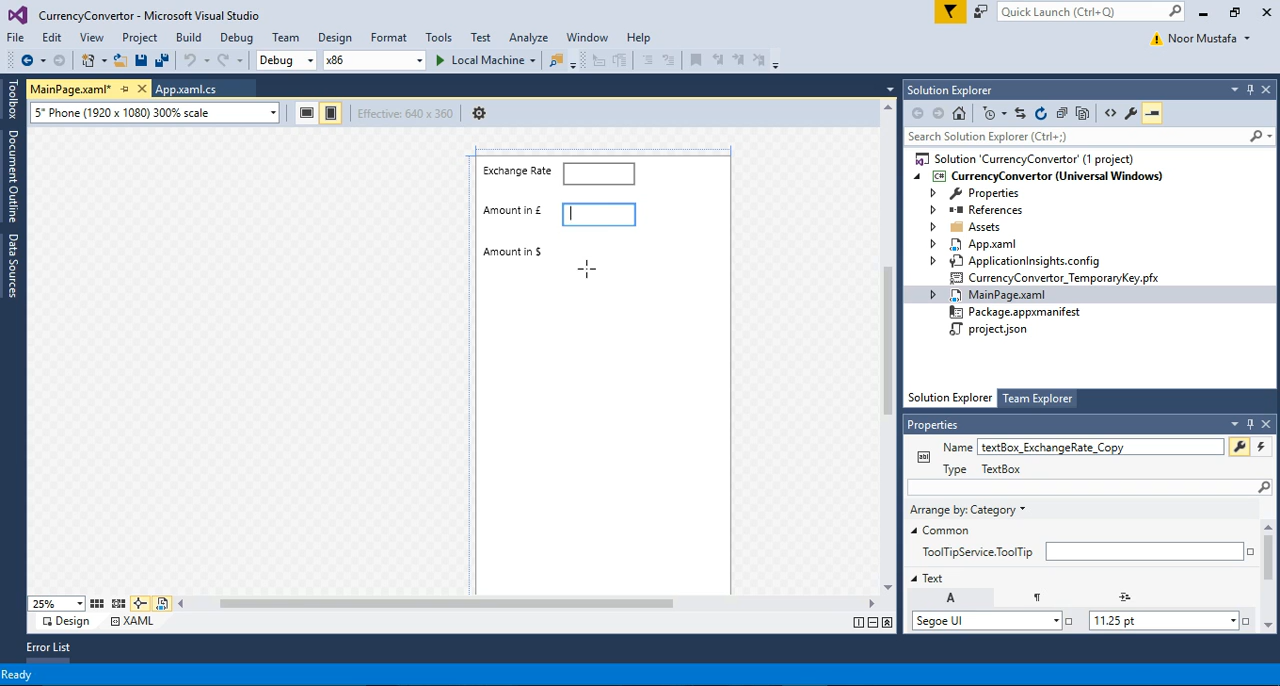 CurrencyConvertor - Microsoft Visual Studio
Quick Launch (Ctrl+Q)
File Edit View Project Build Debug Team Design Format Tools Test Analyze Window Help
Noor Mustafa
Debug x86 Local Machine
MainPage.xaml* App.xaml.cs
5" Phone (1920 x 1080) 300% scale Effective: 640 x 360
Toolbox
Document Outline
Data Sources
Exchange Rate
Amount in £
Amount in $
25%
Design XAML
Solution Explorer
Search Solution Explorer (Ctrl+;)
Solution 'CurrencyConvertor' (1 project)
C# CurrencyConvertor (Universal Windows)
Properties
References
Assets
App.xaml
ApplicationInsights.config
CurrencyConvertor_TemporaryKey.pfx
MainPage.xaml
Package.appxmanifest
project.json
Solution Explorer Team Explorer
Properties
Name textBox_ExchangeRate_Copy
abl
Type TextBox
Arrange by: Category
Common
ToolTipService.ToolTip
Text
A ¶
Segoe UI 11.25 pt
Error List
Ready